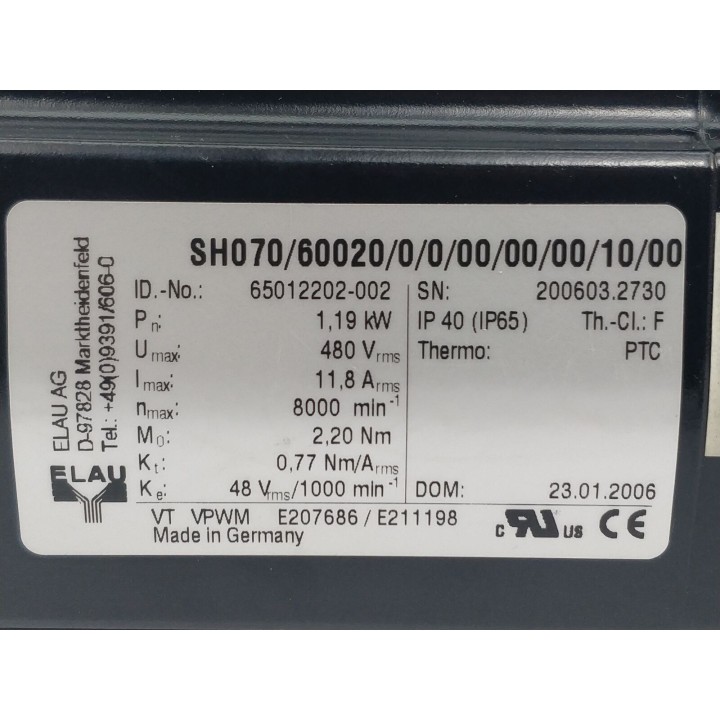 SH070/60020/0/0/00/00/00/10/00
ID.-No.: 65012202-002
Pn: 1,19 kW
Umax: 480 Vrms
Imax: 11,8 Arms
nmax: 8000 min-1
M0: 2,20 Nm
Kt: 0,77 Nm/Arms
Ke: 48 Vrms/1000 min-1
SN: 200603.2730
IP 40 (IP65) Th.-Cl.: F
Thermo: PTC
DOM: 23.01.2006
VT VPWM E207686 / E211198
Made in Germany
c RU US CE
ELAU AG
D-97828 Marktheidenfeld
Tel.: +49(0)9391/606-0
ELAU